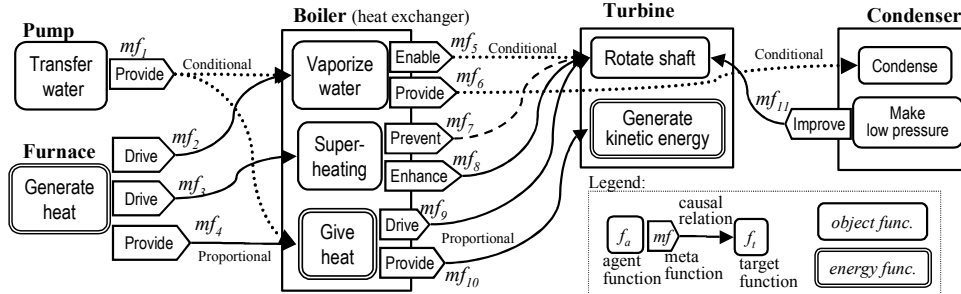 Pump
Transfer
water
mf1
Provide
Conditional
Furnace
Generate
heat
mf2
Drive
mf3
Drive
mf4
Provide
Proportional
Boiler (heat exchanger)
Vaporize
water
Enable
mf5
Conditional
Provide
mf6
Super-
heating
Prevent
mf7
Enhance
mf8
Give
heat
Drive
mf9
Proportional
Provide
mf10
Turbine
Rotate shaft
Generate
kinetic energy
Condenser
Conditional
Condense
mf11
Improve
Make
low pressure
Legend:
causal
relation
fa
mf
ft
agent
function
meta
function
target
function
object func.
energy func.